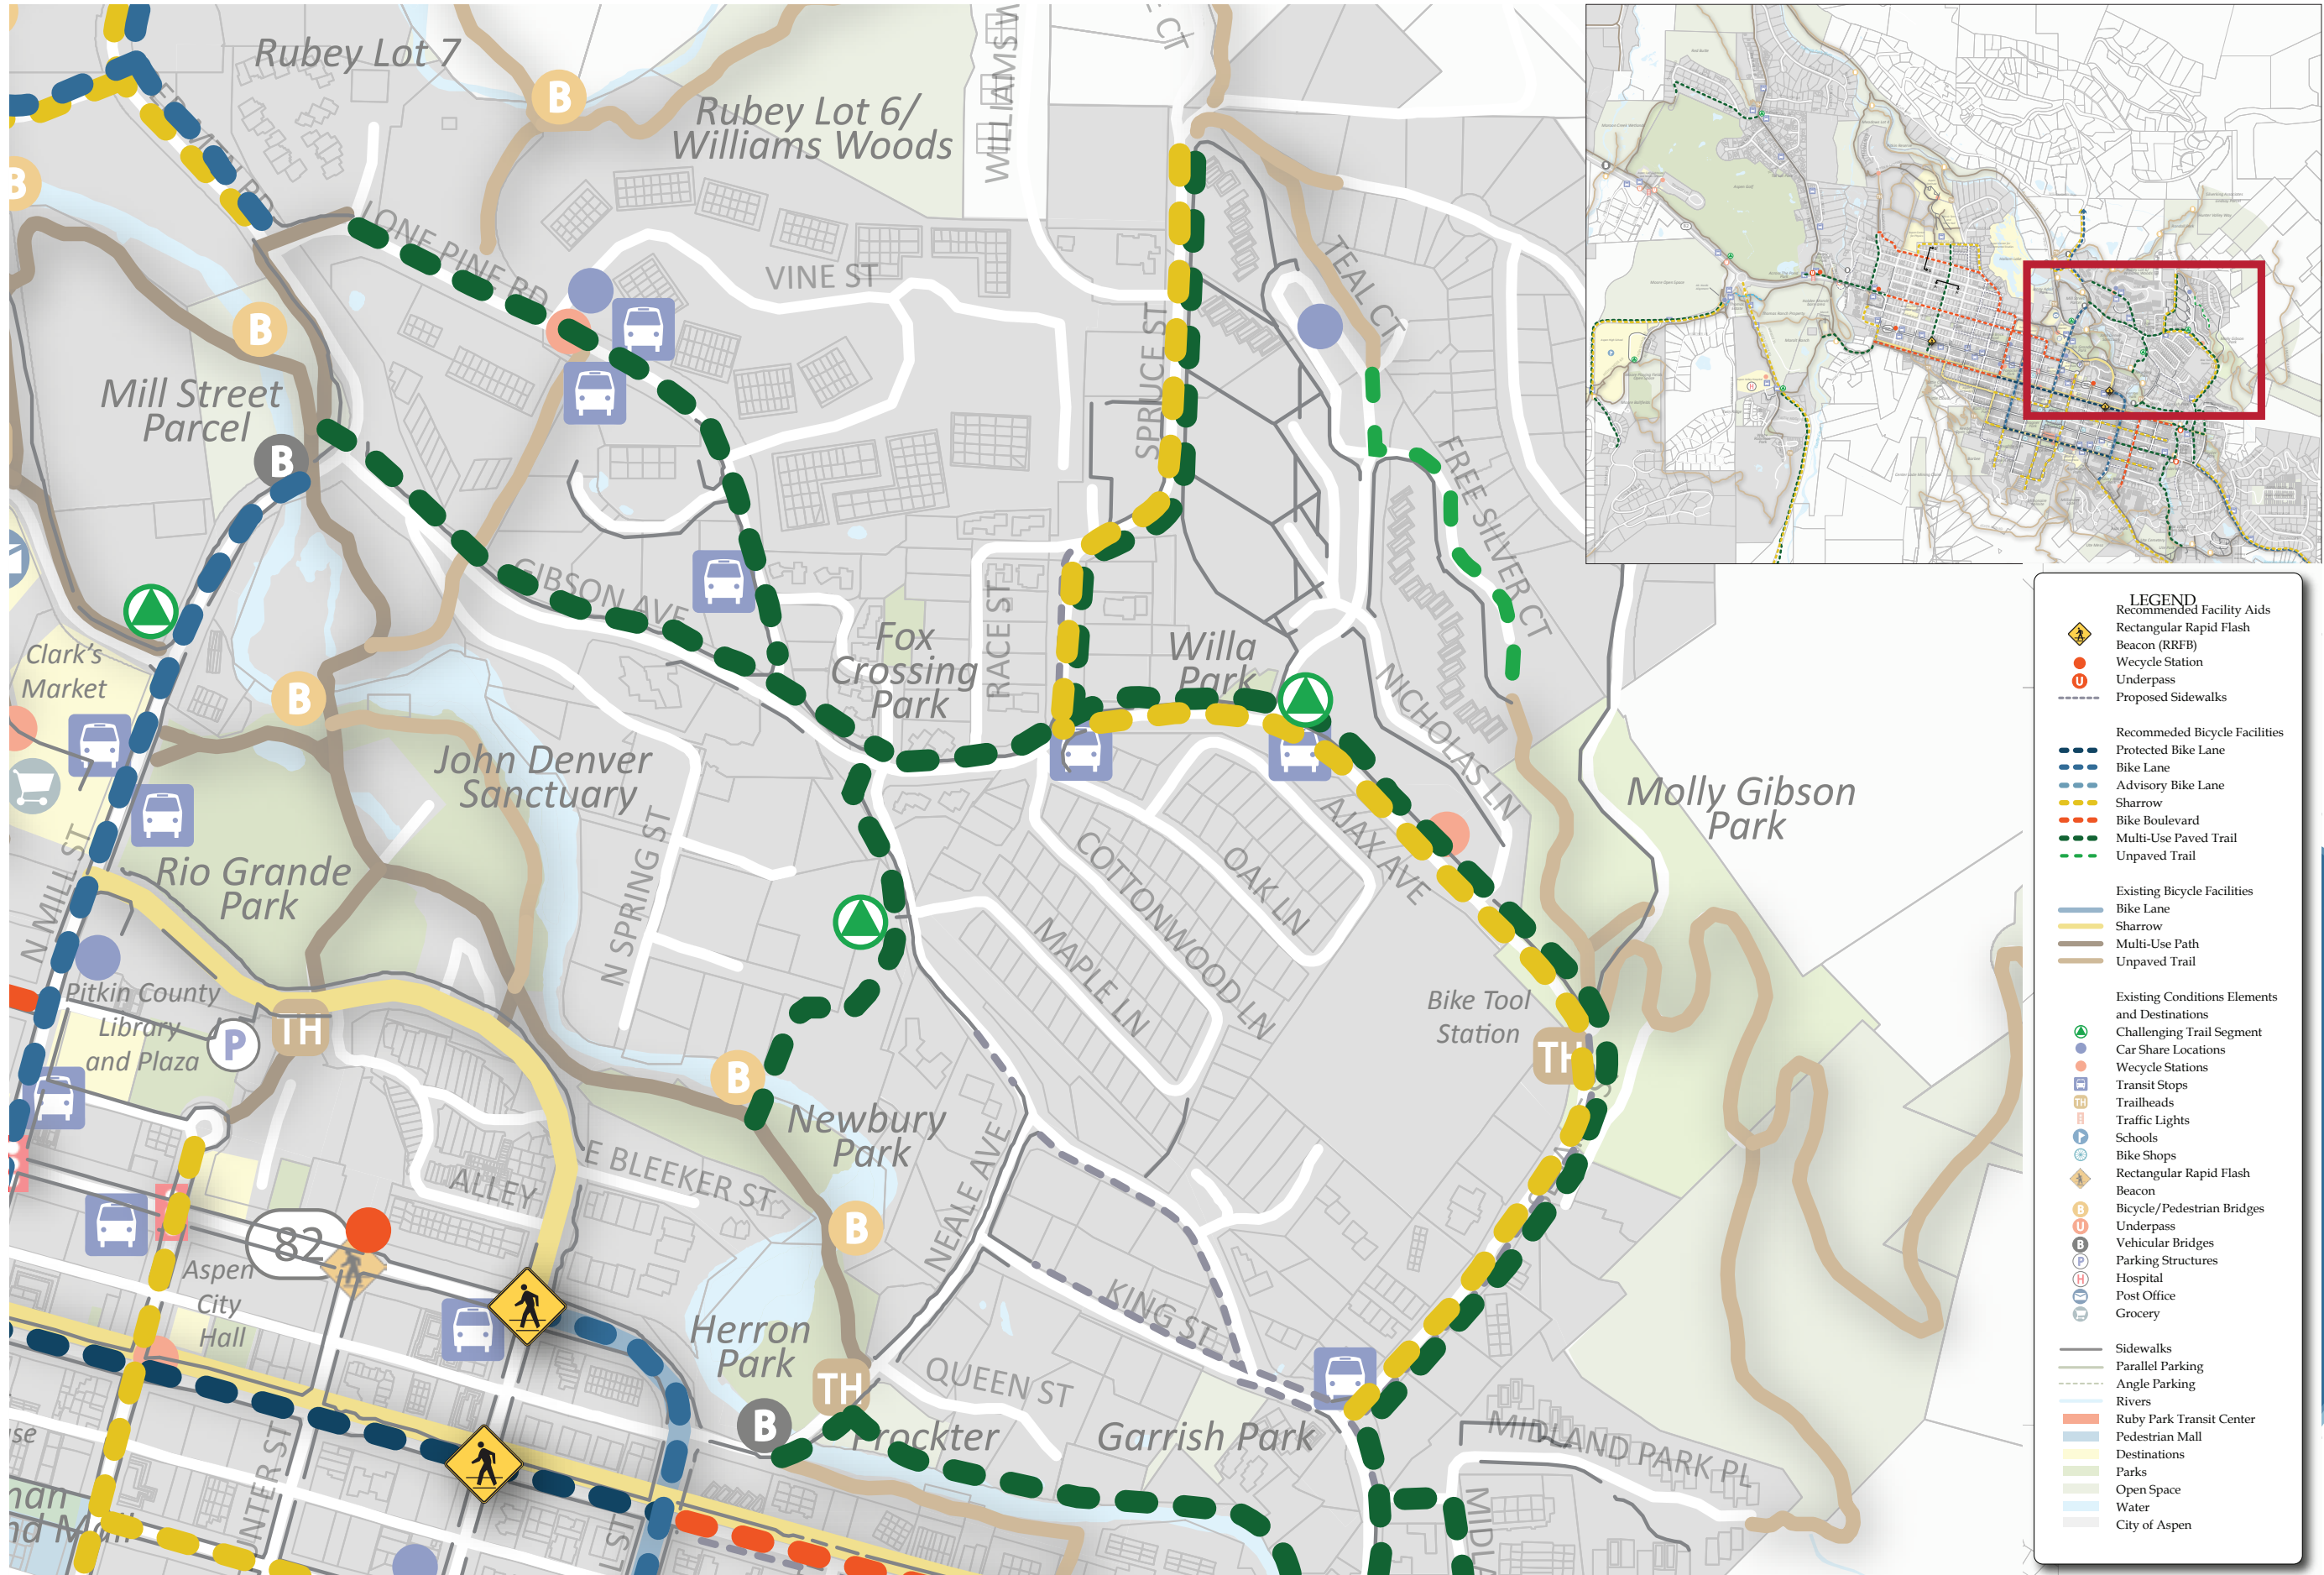 Rubey Lot 7
Rubey Lot 6/
Williams Woods
WILLIAMS W
CT
B
B
LONE PINE RD
VINE ST
SPRUCE ST
TEAL CT
FREE SILVER CT
B
Mill Street
Parcel
B
GIBSON AVE
RACE ST
Fox
Crossing
Park
Willa
Park
NICHOLAS LN
Clark's
Market
B
John Denver
Sanctuary
Molly Gibson
Park
N MILL ST
Rio Grande
Park
N SPRING ST
AJAX AVE
OAK LN
COTTONWOOD LN
MAPLE LN
Pitkin County
Library
and Plaza
P
TH
Bike Tool
Station
TH
B
Newbury
Park
NEALE AVE
E BLEEKER ST
ALLEY
B
82
Aspen
City
Hall
KING ST
Herron
Park
TH
QUEEN ST
B
Prockter
Garrish Park
MIDLAND PARK PL
MIDL
LEGEND
Recommended Facility Aids
Rectangular Rapid Flash
Beacon (RRFB)
Wecycle Station
U Underpass
Proposed Sidewalks
Recommeded Bicycle Facilities
Protected Bike Lane
Bike Lane
Advisory Bike Lane
Sharrow
Bike Boulevard
Multi-Use Paved Trail
Unpaved Trail
Existing Bicycle Facilities
Bike Lane
Sharrow
Multi-Use Path
Unpaved Trail
Existing Conditions Elements
and Destinations
Challenging Trail Segment
Car Share Locations
Wecycle Stations
Transit Stops
TH Trailheads
Traffic Lights
Schools
Bike Shops
Rectangular Rapid Flash
Beacon
B Bicycle/Pedestrian Bridges
U Underpass
B Vehicular Bridges
P Parking Structures
H Hospital
Post Office
Grocery
Sidewalks
Parallel Parking
Angle Parking
Rivers
Ruby Park Transit Center
Pedestrian Mall
Destinations
Parks
Open Space
Water
City of Aspen